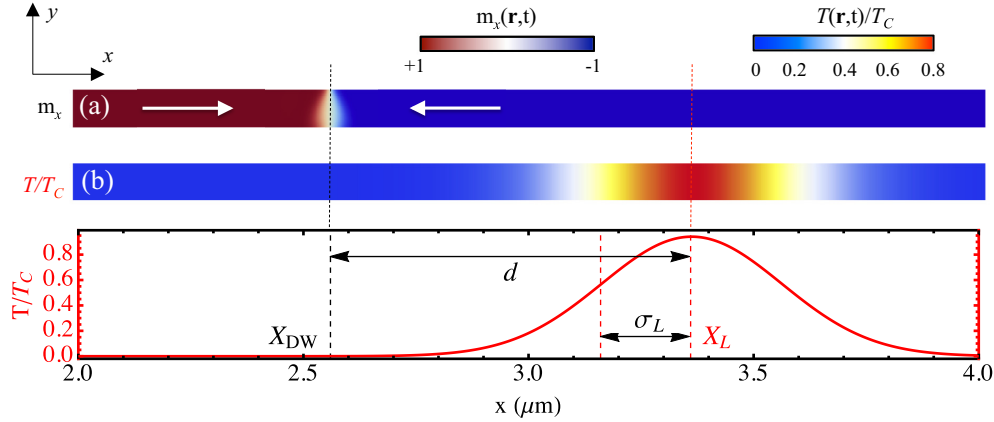 y
x
m_x(r,t)
+1 -1
T(r,t)/T_C
0 0.2 0.4 0.6 0.8
m_x (a)
T/T_C (b)
T/T_C
0.8
0.6
0.4
0.2
0.0
d
σ_L
X_DW
X_L
2.0 2.5 3.0 3.5 4.0
x (μm)